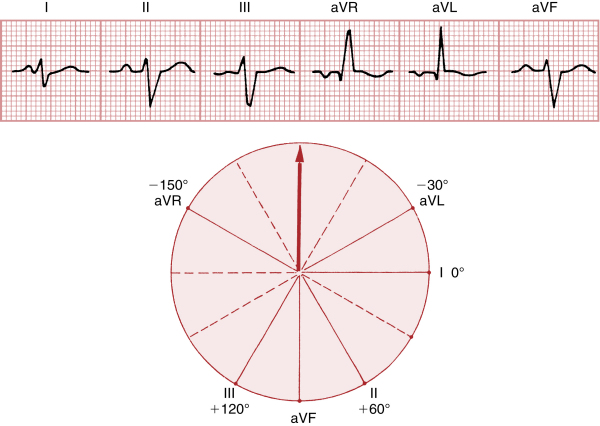 I II III aVR aVL aVF
−150°
aVR
−30°
aVL
I 0°
III
+120°
aVF
II
+60°